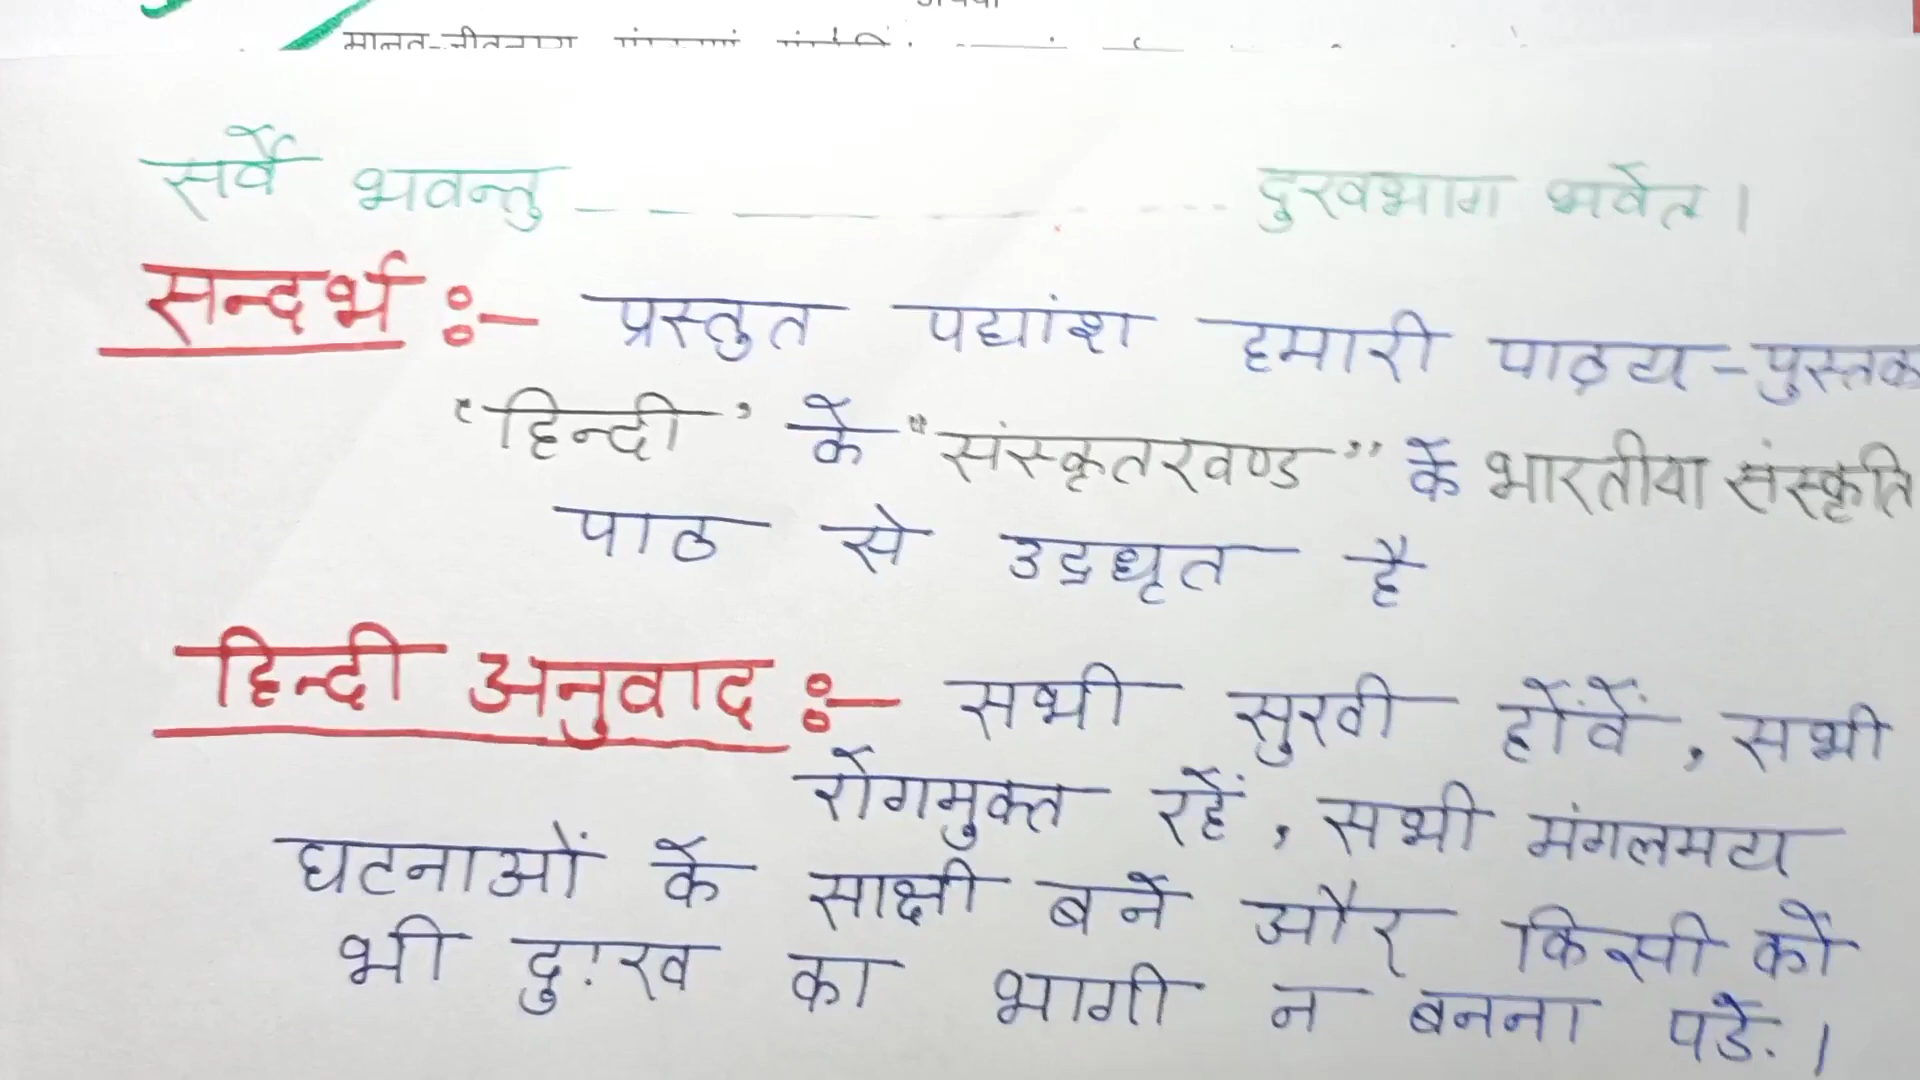 सर्वे भवन्तु - - - - - - - दुखभाग भवेत।
सन्दर्भ :- प्रस्तुत पद्यांश हमारी पाठ्य-पुस्तक
"हिन्दी' के "संस्कृतखण्ड" के भारतीया संस्कृति
पाठ से उद्धृत है
हिन्दी अनुवाद :- सभी सुखी होंवें, सभी
रोगमुक्त रहें, सभी मंगलमय
घटनाओं के साक्षी बनें और किसी को
भी दुःख का भागी न बनना पड़े।